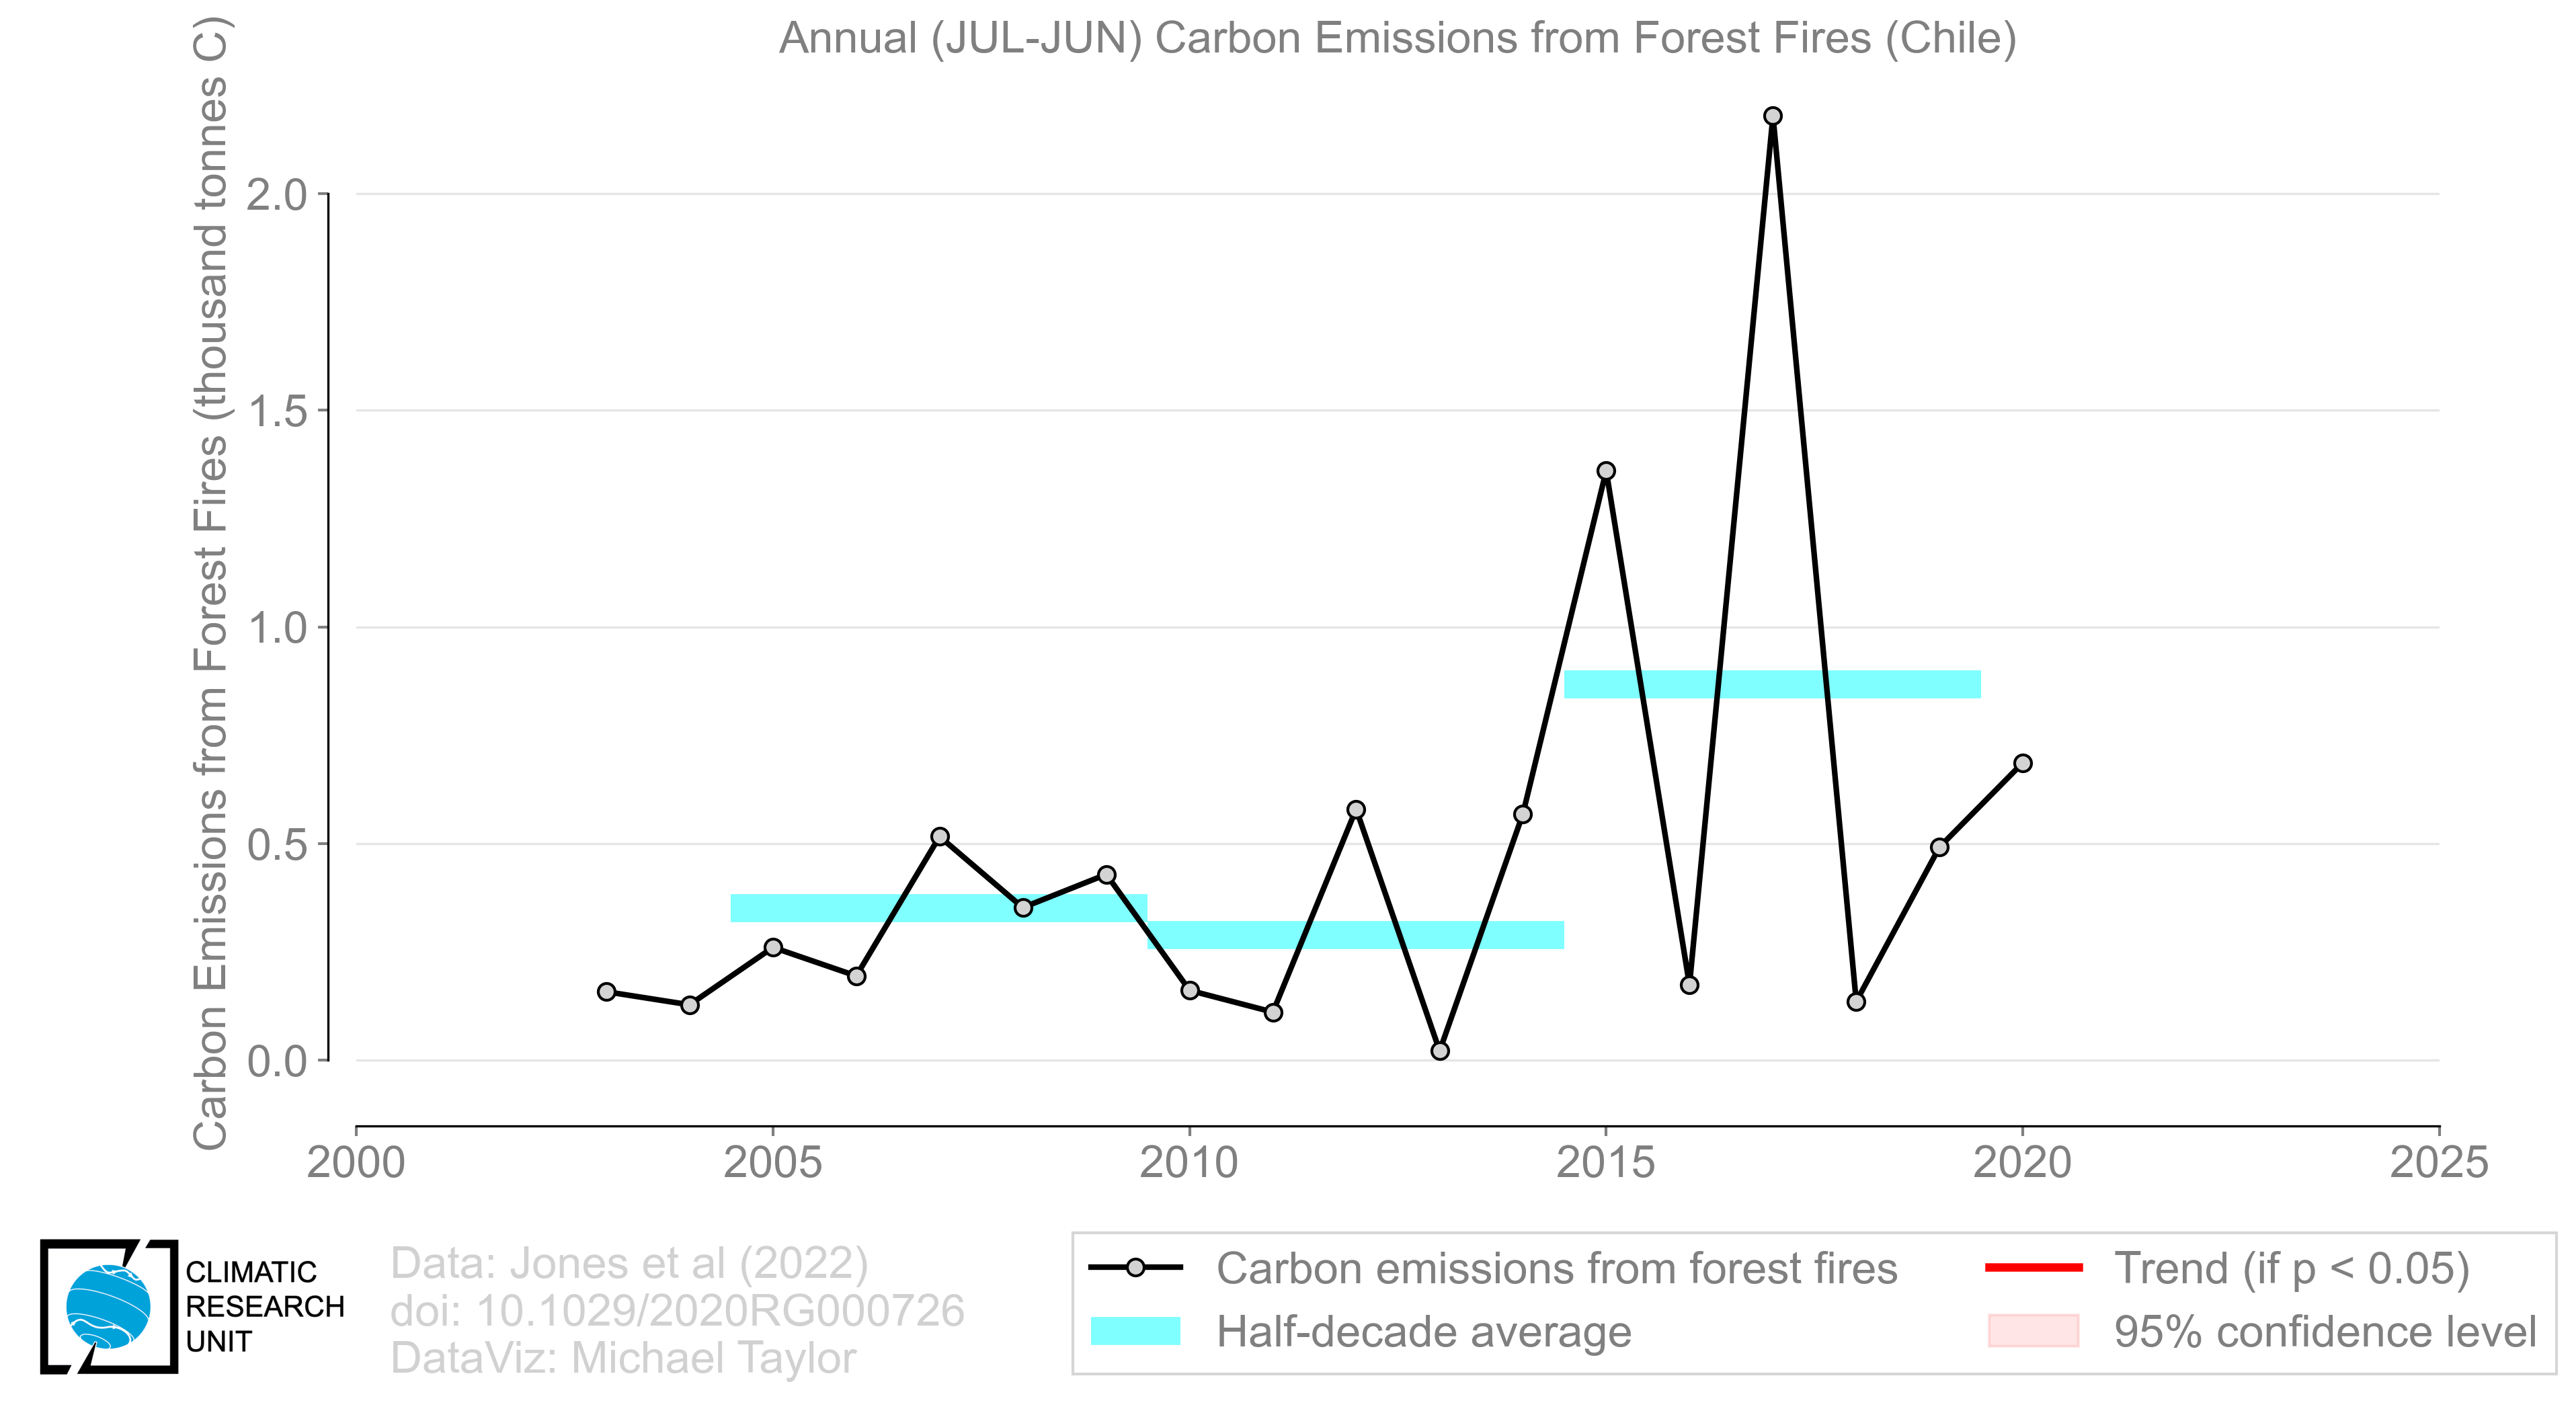 Annual (JUL-JUN) Carbon Emissions from Forest Fires (Chile)
Carbon Emissions from Forest Fires (thousand tonnes C)
2.0
1.5
1.0
0.5
0.0
2000 2005 2010 2015 2020 2025
CLIMATIC
RESEARCH
UNIT
Data: Jones et al (2022)
doi: 10.1029/2020RG000726
DataViz: Michael Taylor
Carbon emissions from forest fires
Half-decade average
Trend (if p < 0.05)
95% confidence level